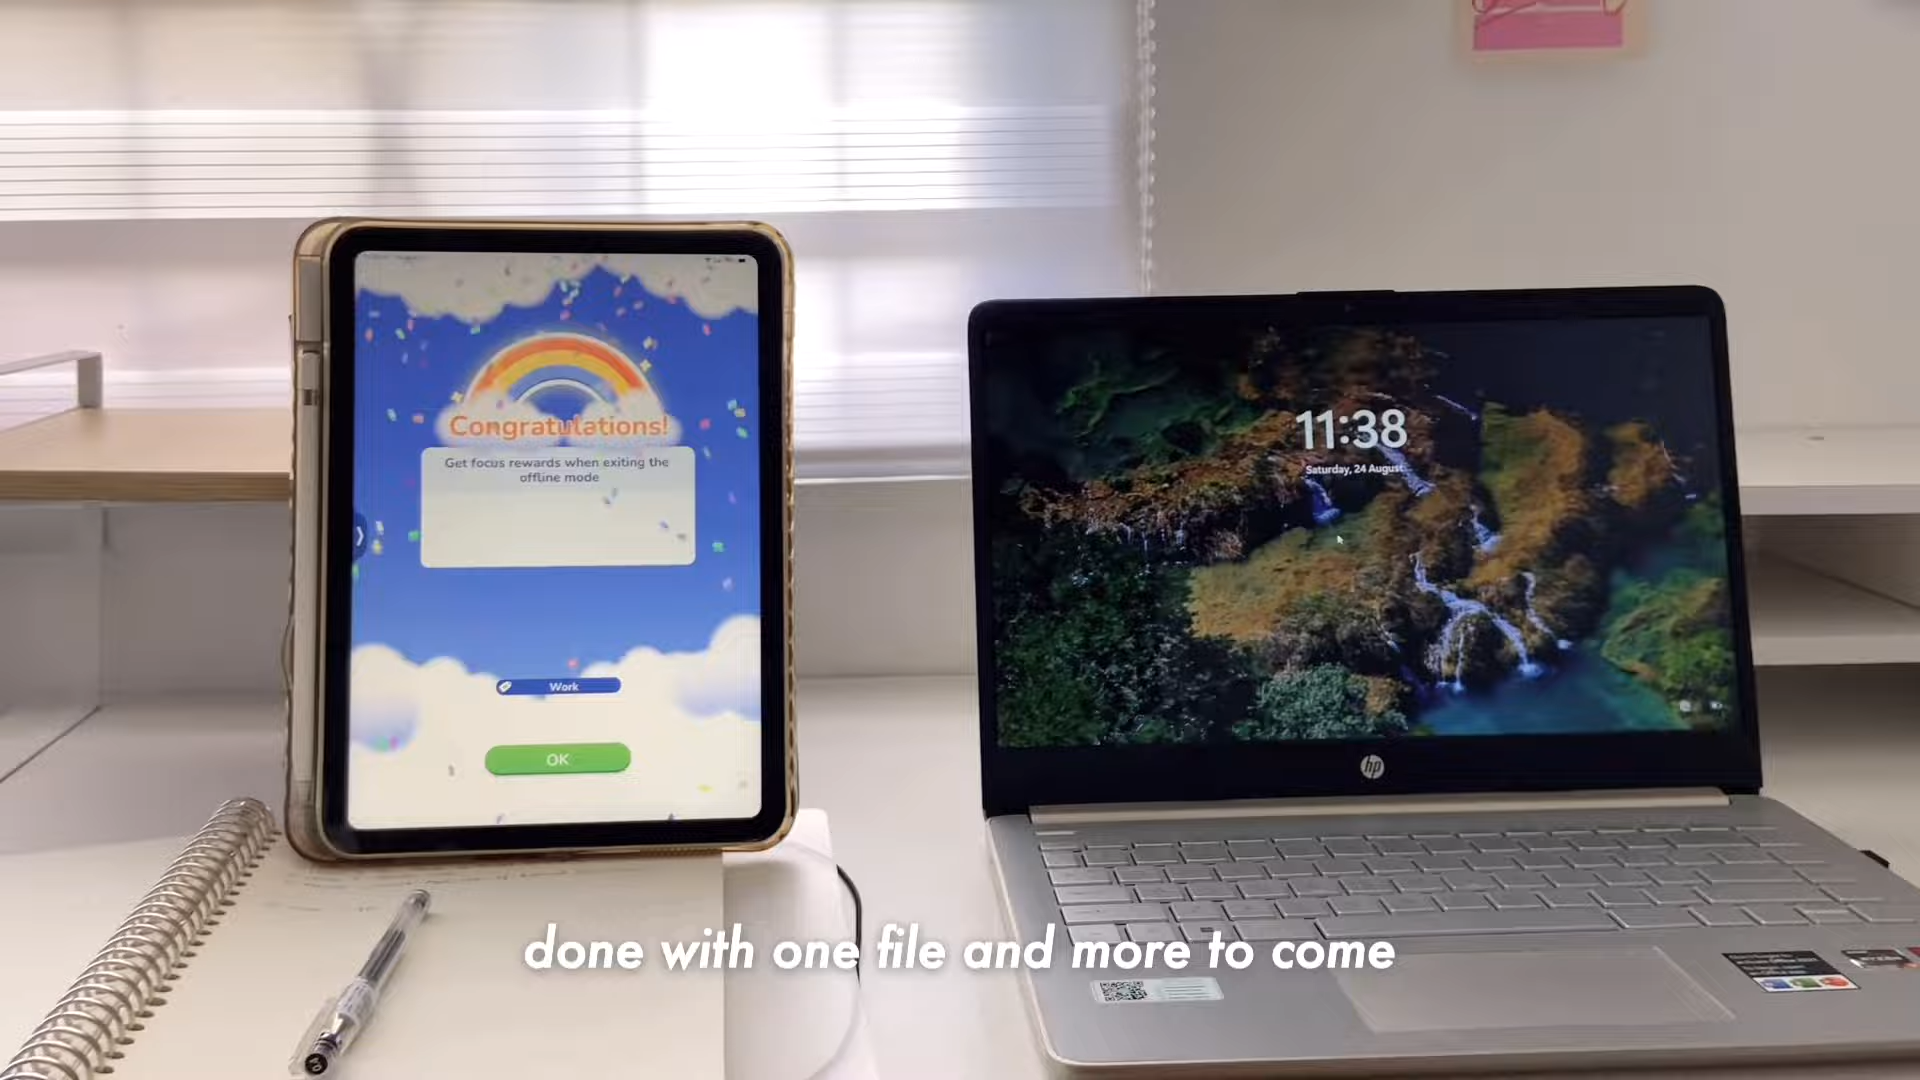 Congratulations!
Get focus rewards when exiting the
offline mode
Work
OK
11:38
Saturday, 24 August
hp
done with one file and more to come